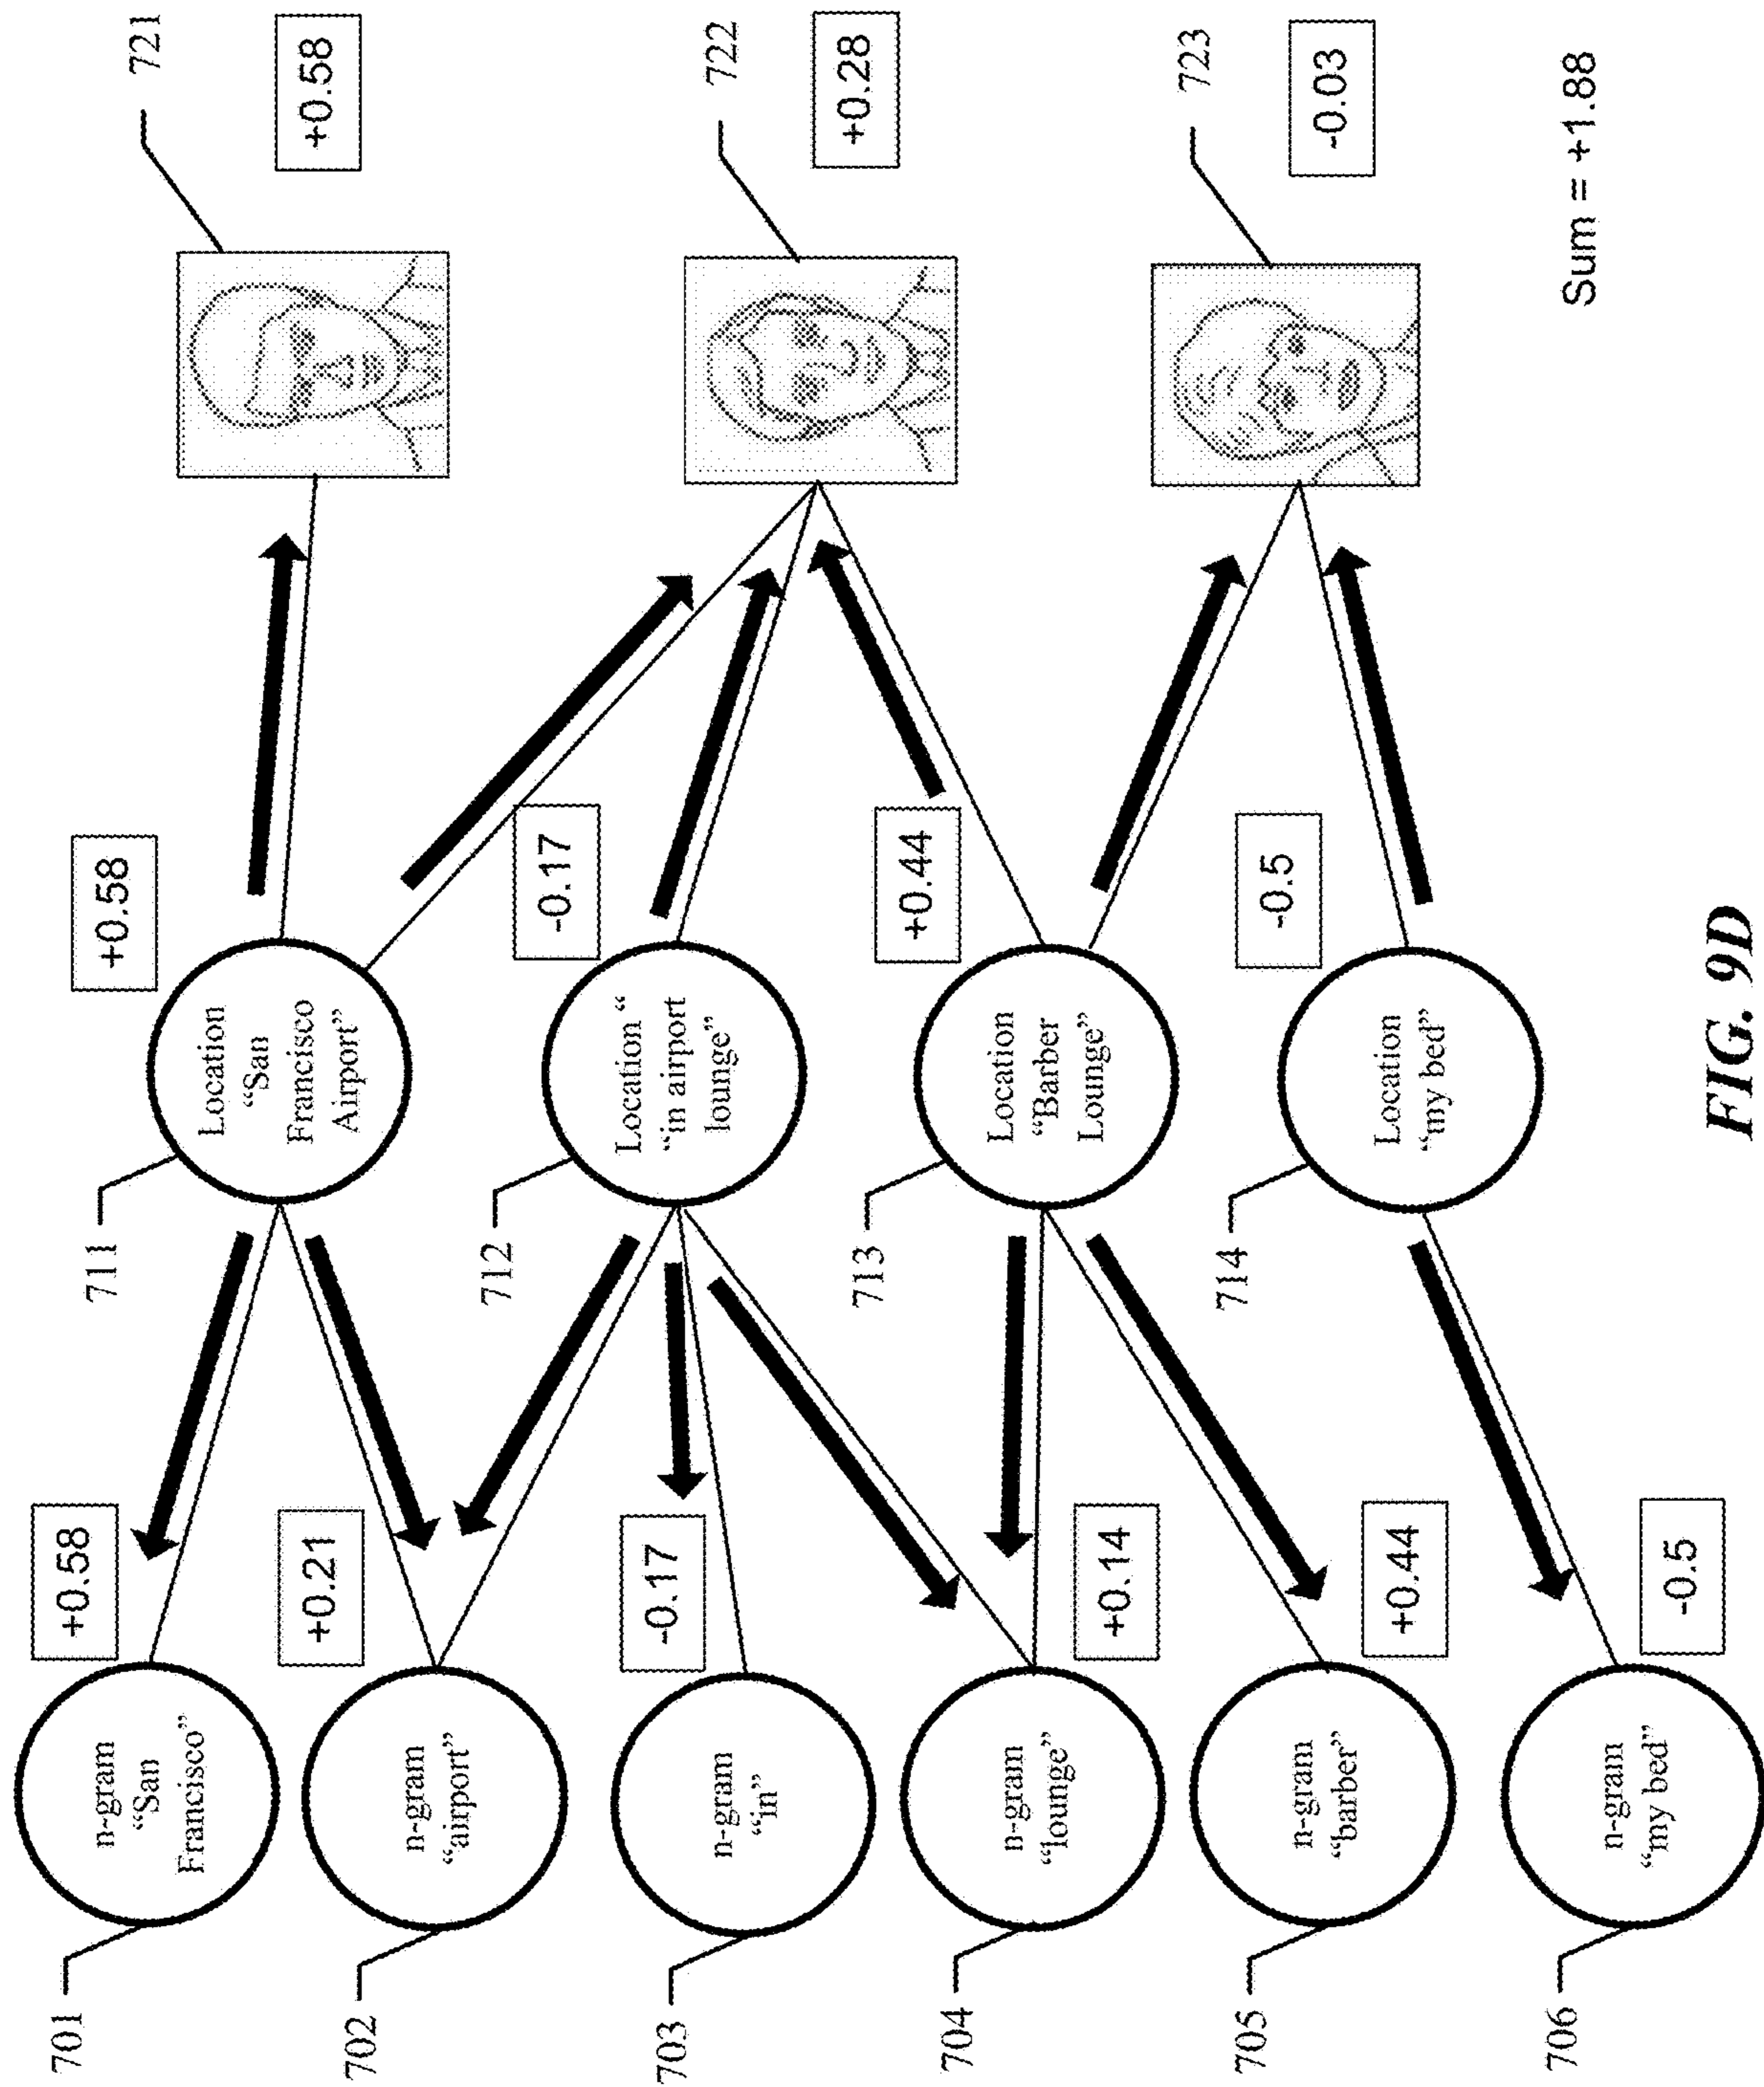 701
n-gram
“San
Francisco”
+0.58
702
n-gram
“airport”
+0.21
703
n-gram
“in”
-0.17
704
n-gram
“lounge”
+0.14
705
n-gram
“barber”
+0.44
706
n-gram
“my bed”
-0.5
711
Location
“San
Francisco
Airport”
+0.58
712
Location “
“in airport
lounge”
-0.17
713
Location
“Barber
Lounge”
+0.44
714
Location
“my bed”
-0.5
721
+0.58
722
+0.28
723
-0.03
Sum = +1.88
FIG. 9D